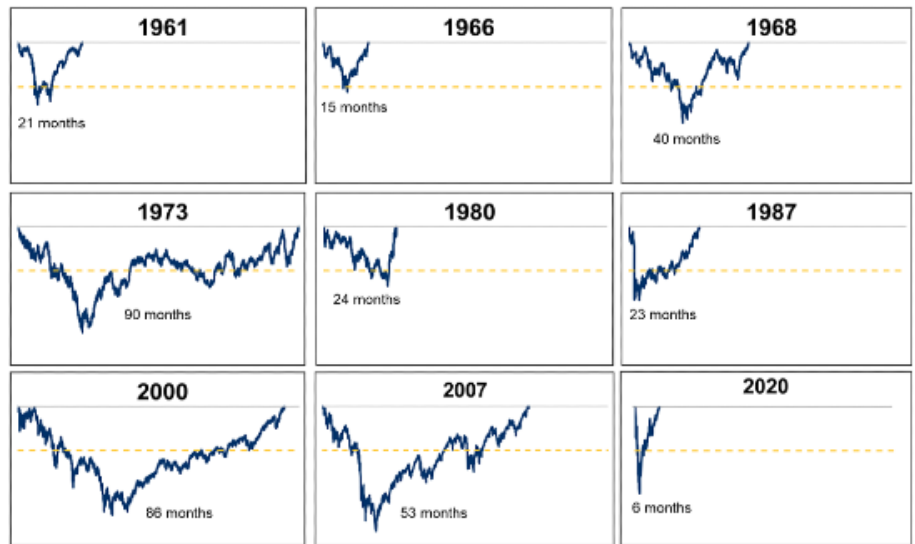 1961
21 months
1966
15 months
1968
40 months
1973
90 months
1980
24 months
1987
23 months
2000
86 months
2007
53 months
2020
6 months